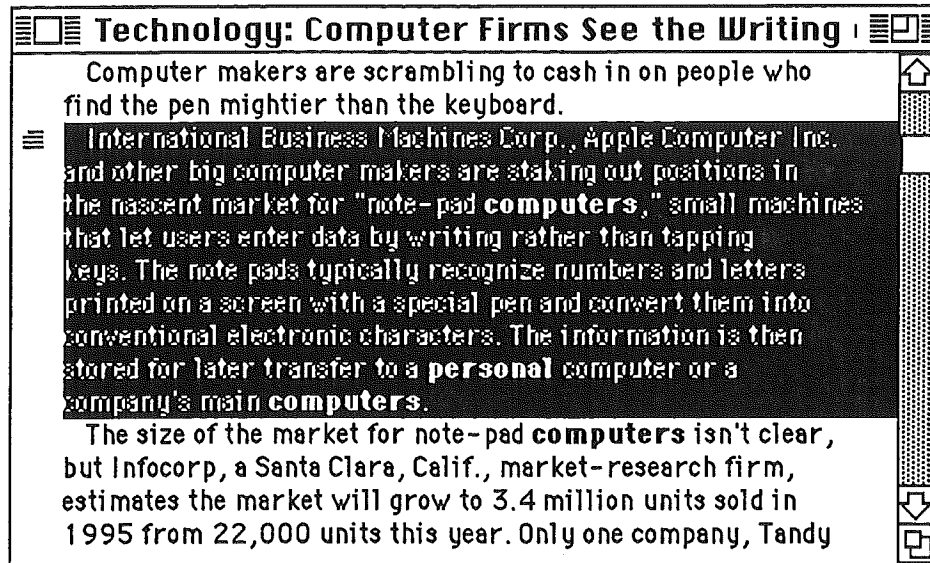 Technology: Computer Firms See the Writing
Computer makers are scrambling to cash in on people who
find the pen mightier than the keyboard.
International Business Machines Corp., Apple Computer Inc.
and other big computer makers are staking out positions in
the nascent market for "note-pad computers," small machines
that let users enter data by writing rather than tapping
keys. The note pads typically recognize numbers and letters
printed on a screen with a special pen and convert them into
conventional electronic characters. The information is then
stored for later transfer to a personal computer or a
company's main computers.
The size of the market for note-pad computers isn't clear,
but Infocorp, a Santa Clara, Calif., market-research firm,
estimates the market will grow to 3.4 million units sold in
1995 from 22,000 units this year. Only one company, Tandy